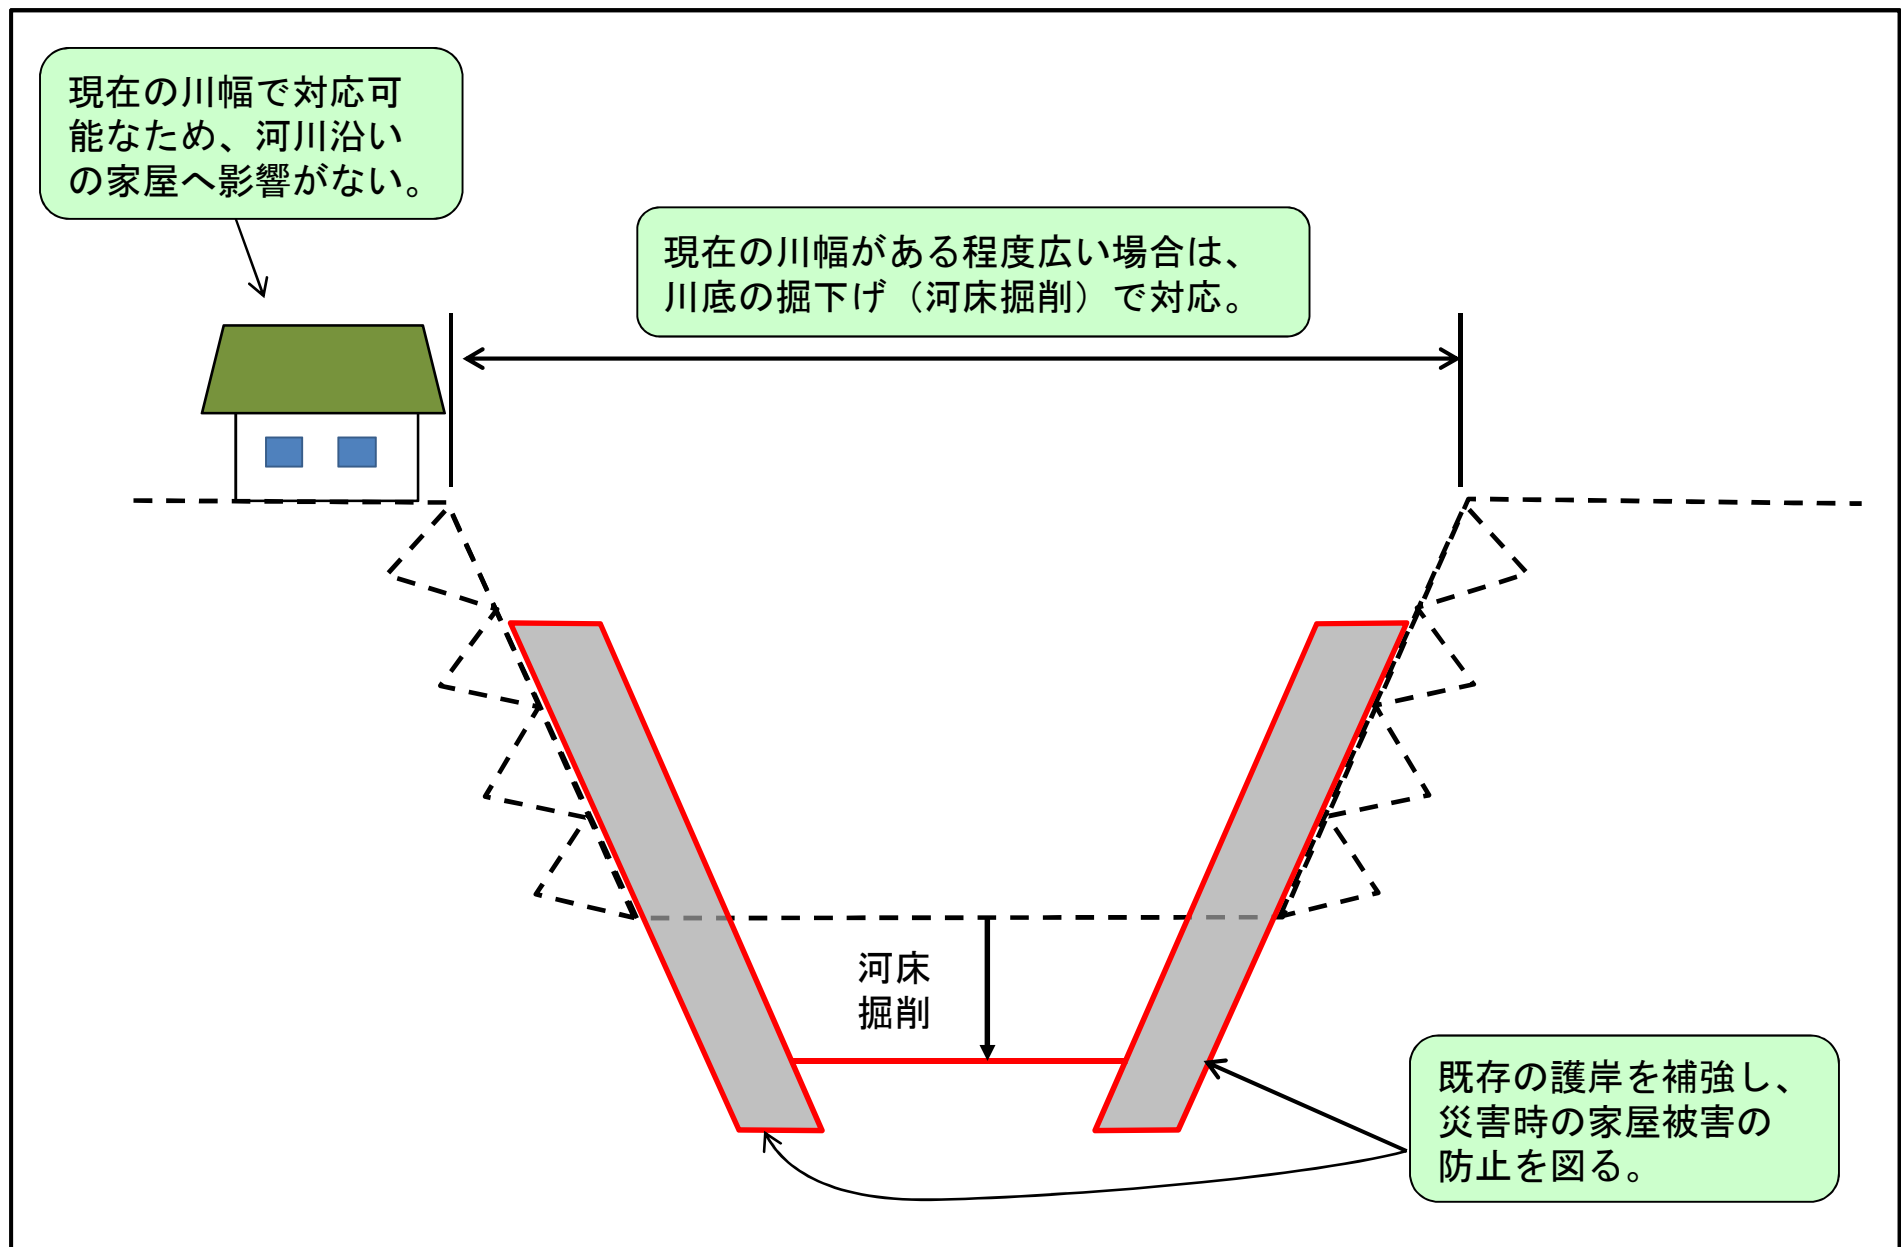 現在の川幅で対応可
能なため、河川沿い
の家屋へ影響がない。
現在の川幅がある程度広い場合は、
川底の掘下げ（河床掘削）で対応。
河床
掘削
既存の護岸を補強し、
災害時の家屋被害の
防止を図る。